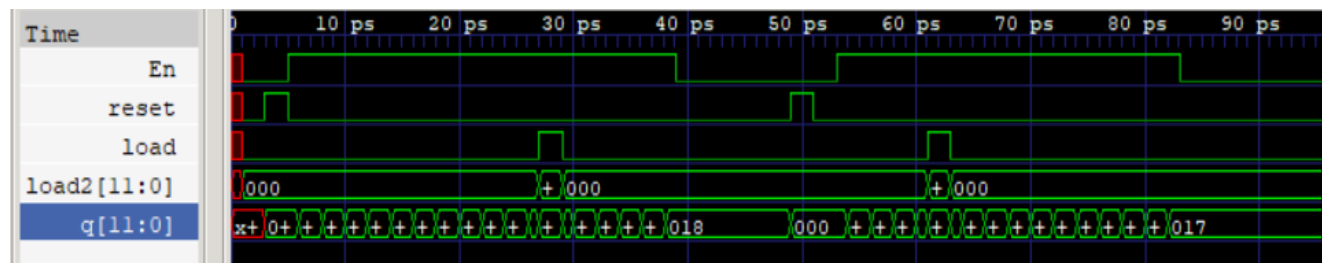 Time 0 10 ps 20 ps 30 ps 40 ps 50 ps 60 ps 70 ps 80 ps 90 ps
En
reset
load
load2[11:0] 000 + 000 + 000
q[11:0] x+ 0+ + + + + + + + + + + + + + + + 018 000 + + + + + + + + + + + + + 017